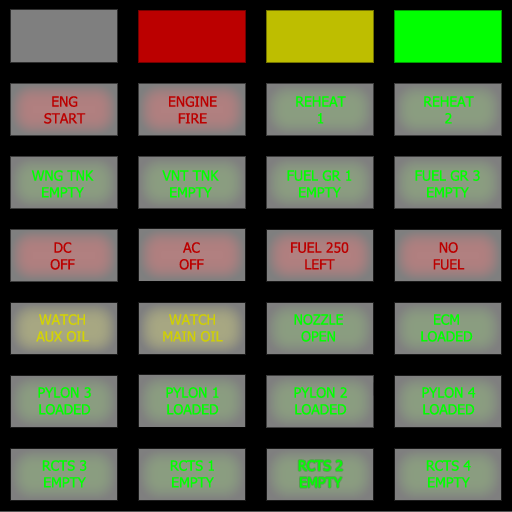 ENG
START
ENGINE
FIRE
REHEAT
1
REHEAT
2
WNG TNK
EMPTY
VNT TNK
EMPTY
FUEL GR 1
EMPTY
FUEL GR 3
EMPTY
DC
OFF
AC
OFF
FUEL 250
LEFT
NO
FUEL
WATCH
AUX OIL
WATCH
MAIN OIL
NOZZLE
OPEN
ECM
LOADED
PYLON 3
LOADED
PYLON 1
LOADED
PYLON 2
LOADED
PYLON 4
LOADED
RCTS 3
EMPTY
RCTS 1
EMPTY
RCTS 2
EMPTY
RCTS 4
EMPTY